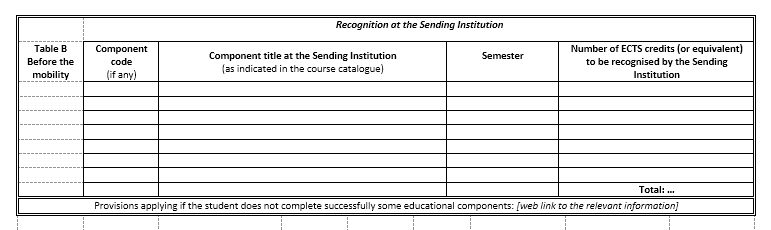 Recognition at the Sending Institution
Table B
Before the
mobility
Component
code
(if any)
Component title at the Sending Institution
(as indicated in the course catalogue)
Semester
Number of ECTS credits (or equivalent)
to be recognised by the Sending
Institution
Total: ...
Provisions applying if the student does not complete successfully some educational components: [web link to the relevant information]